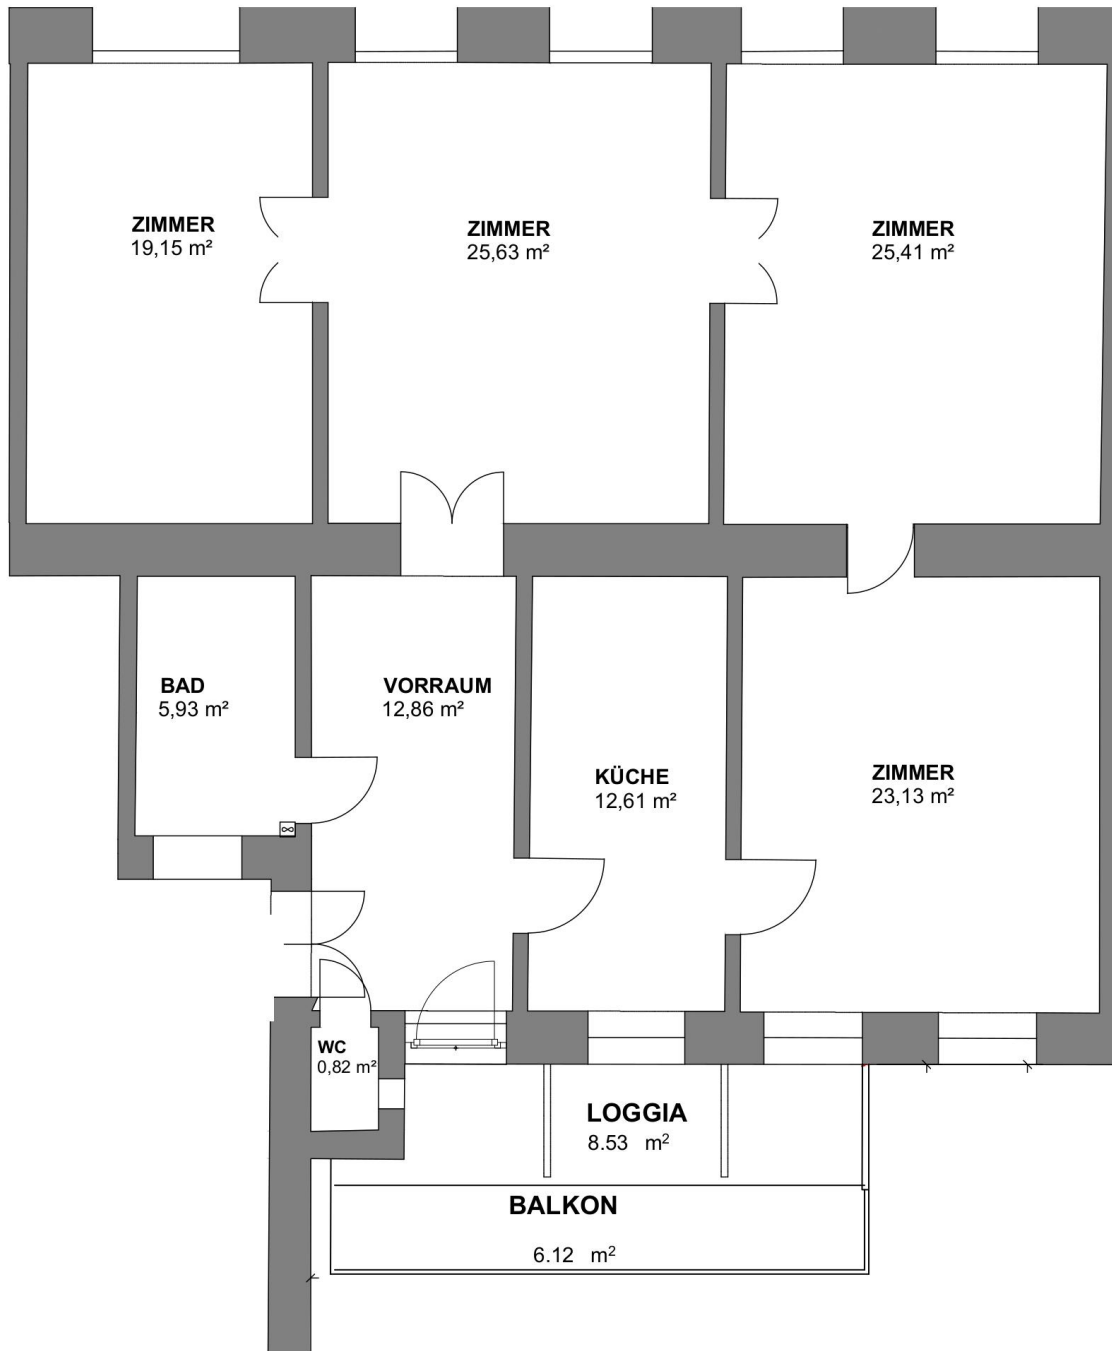 ZIMMER
19,15 m²
ZIMMER
25,63 m²
ZIMMER
25,41 m²
BAD
5,93 m²
VORRAUM
12,86 m²
KÜCHE
12,61 m²
ZIMMER
23,13 m²
WC
0,82 m²
LOGGIA
8.53 m²
BALKON
6.12 m²